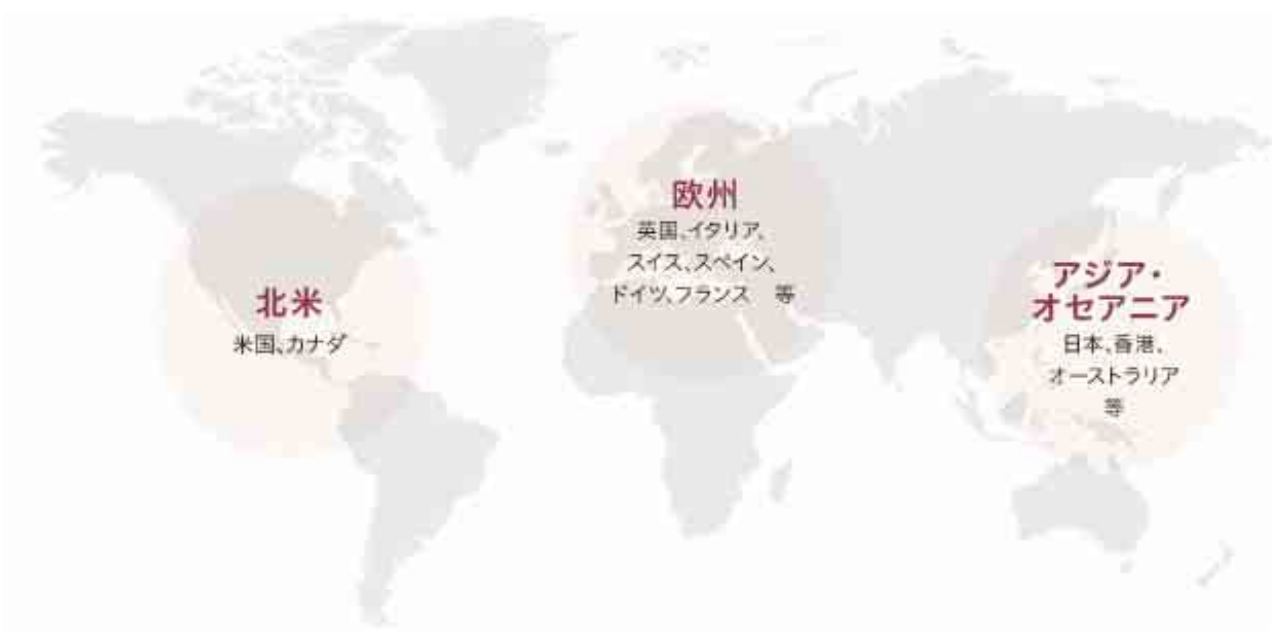 欧州
英国、イタリア、
スイス、スペイン、
ドイツ、フランス　等
北米
米国、カナダ
アジア・
オセアニア
日本、香港、
オーストラリア
等